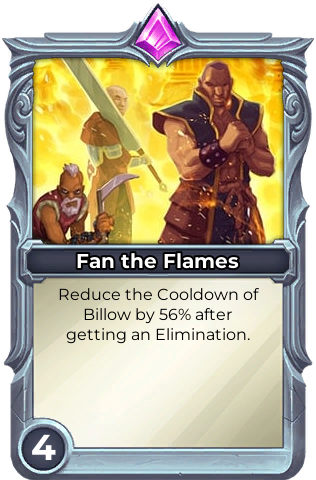 Fan the Flames
Reduce the Cooldown of
Billow by 56% after
getting an Elimination.
4